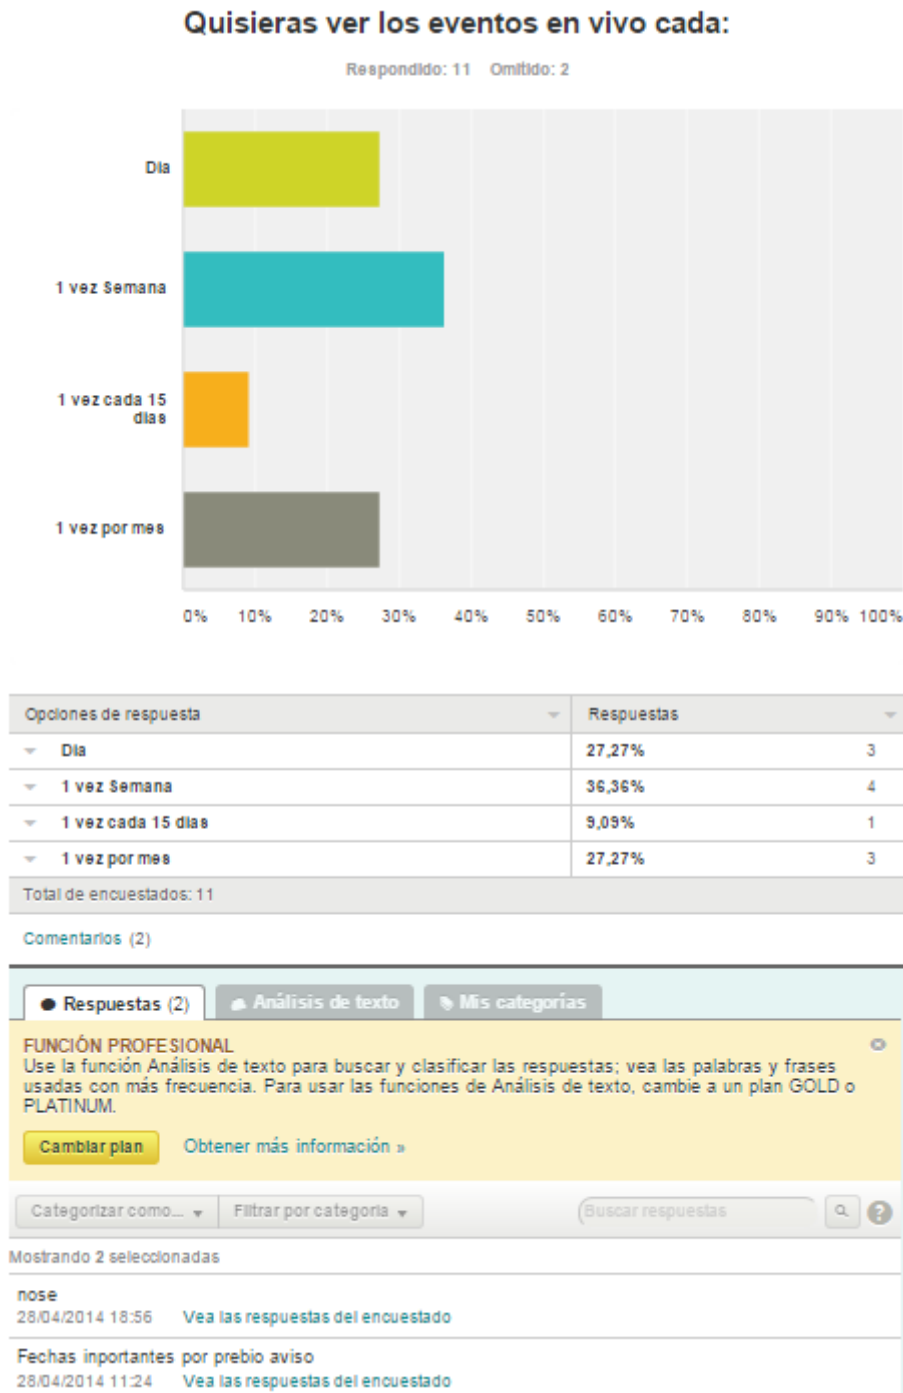 Quisieras ver los eventos en vivo cada:
Respondido: 11 Omitido: 2
Dia
1 vez Semana
1 vez cada 15
dias
1 vez por mes
0% 10% 20% 30% 40% 50% 60% 70% 80% 90% 100%
Opciones de respuesta Respuestas
Dia 27,27% 3
1 vez Semana 36,36% 4
1 vez cada 15 dias 9,09% 1
1 vez por mes 27,27% 3
Total de encuestados: 11
Comentarios (2)
Respuestas (2) Análisis de texto Mis categorías
FUNCIÓN PROFESIONAL
Use la función Análisis de texto para buscar y clasificar las respuestas; vea las palabras y frases
usadas con más frecuencia. Para usar las funciones de Análisis de texto, cambie a un plan GOLD o
PLATINUM.
Cambiar plan Obtener más información »
Categorizar como... Filtrar por categoría Buscar respuestas ?
Mostrando 2 seleccionadas
nose
28/04/2014 18:56 Vea las respuestas del encuestado
Fechas inportantes por prebio aviso
28/04/2014 11:24 Vea las respuestas del encuestado